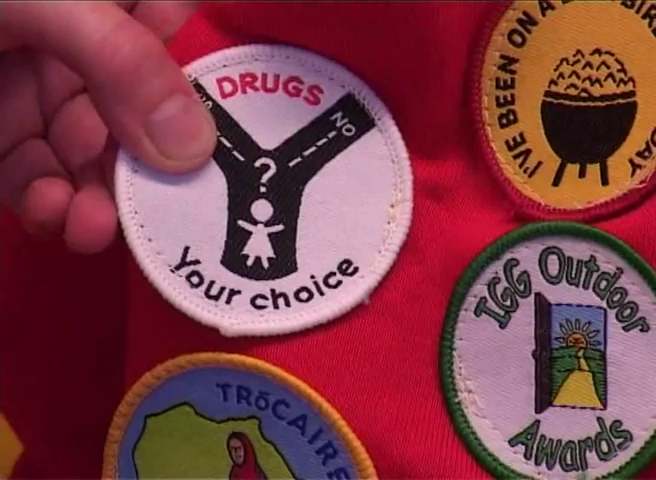 DRUGS
NO
?
Your choice
I'VE BEEN ON A
DAY
IGG Outdoor
Awards
TRŌCAIRE